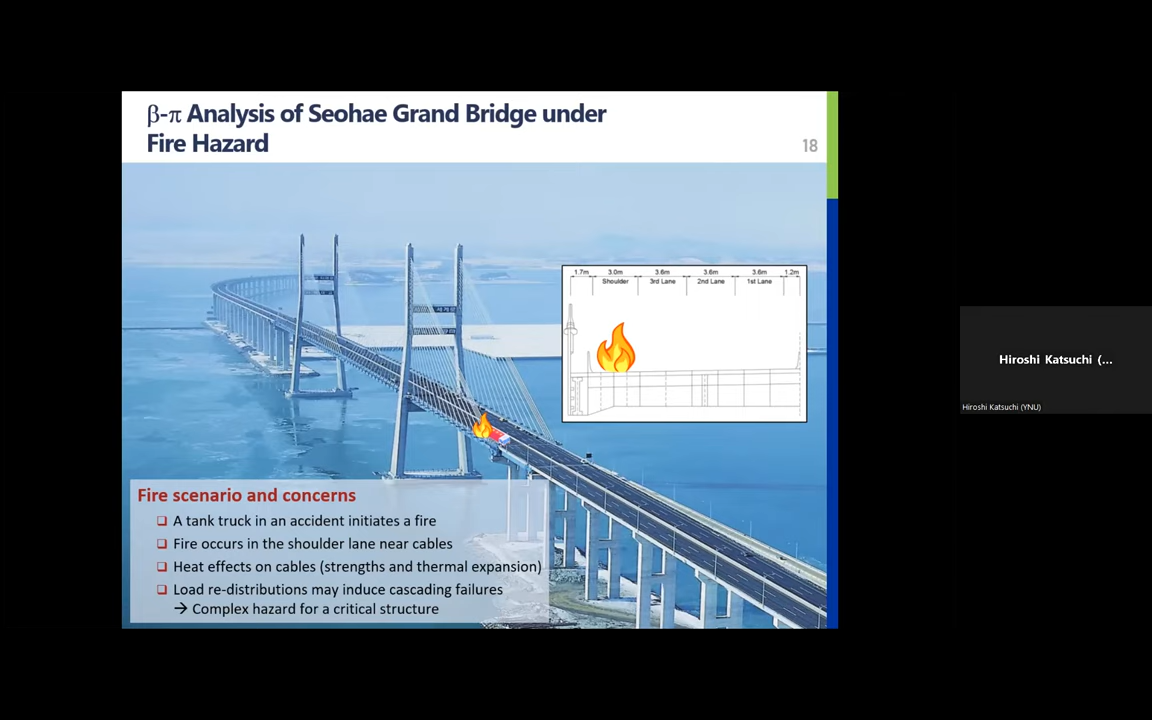 β-π Analysis of Seohae Grand Bridge under
Fire Hazard
18
1.7m 3.0m 3.6m 3.6m 3.6m 1.2m
Shoulder 3rd Lane 2nd Lane 1st Lane
Fire scenario and concerns
A tank truck in an accident initiates a fire
Fire occurs in the shoulder lane near cables
Heat effects on cables (strengths and thermal expansion)
Load re-distributions may induce cascading failures
→ Complex hazard for a critical structure
Hiroshi Katsuchi (...
Hiroshi Katsuchi (YNU)